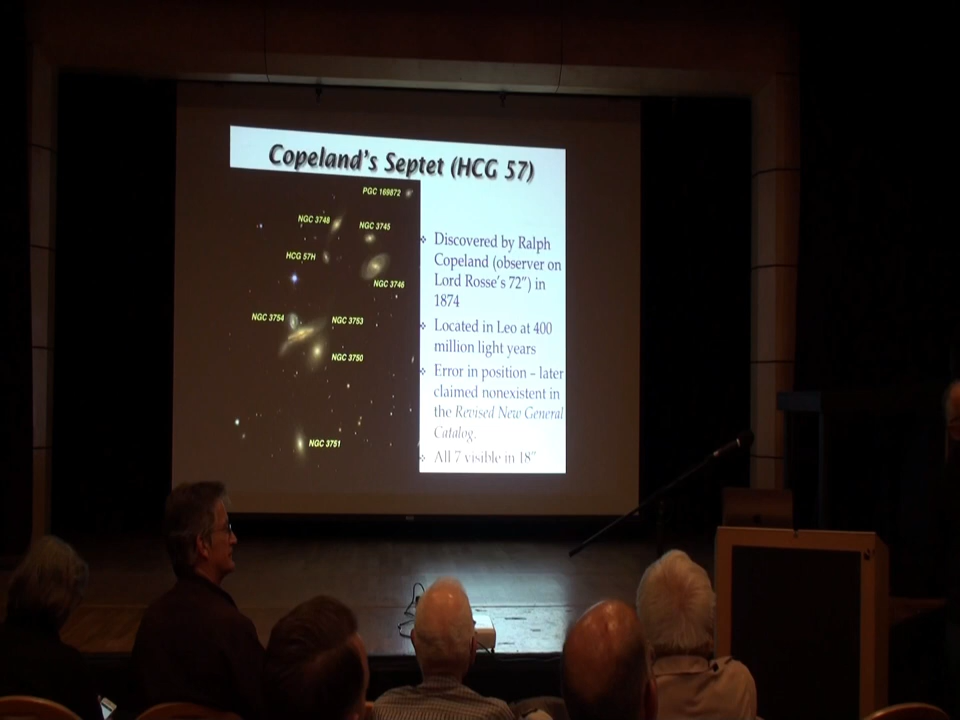 Copeland's Septet (HCG 57)
PGC 169872
NGC 3748
NGC 3745
HCG 57H
NGC 3746
NGC 3754
NGC 3753
NGC 3750
NGC 3751
Discovered by Ralph
Copeland (observer on
Lord Rosse's 72") in
1874
Located in Leo at 400
million light years
Error in position – later
claimed nonexistent in
the Revised New General
Catalog.
All 7 visible in 18"